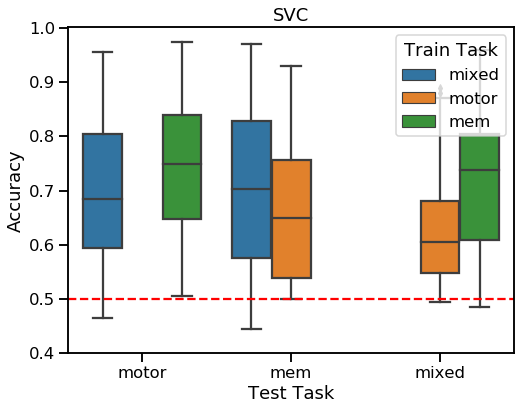 SVC
Accuracy
1.0
0.9
0.8
0.7
0.6
0.5
0.4
Train Task
mixed
motor
mem
motor mem mixed
Test Task